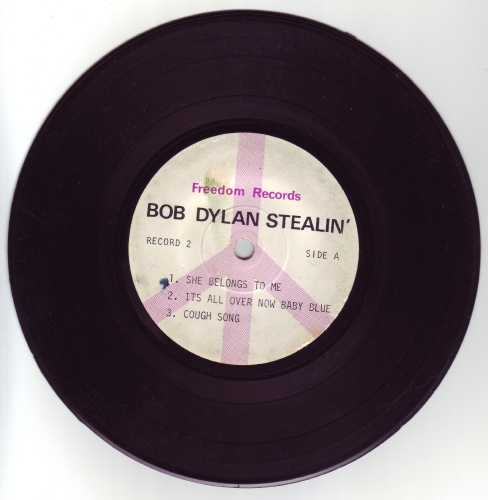 Freedom Records
BOB DYLAN STEALIN'
RECORD 2 SIDE A
1. SHE BELONGS TO ME
2. ITS ALL OVER NOW BABY BLUE
3. COUGH SONG